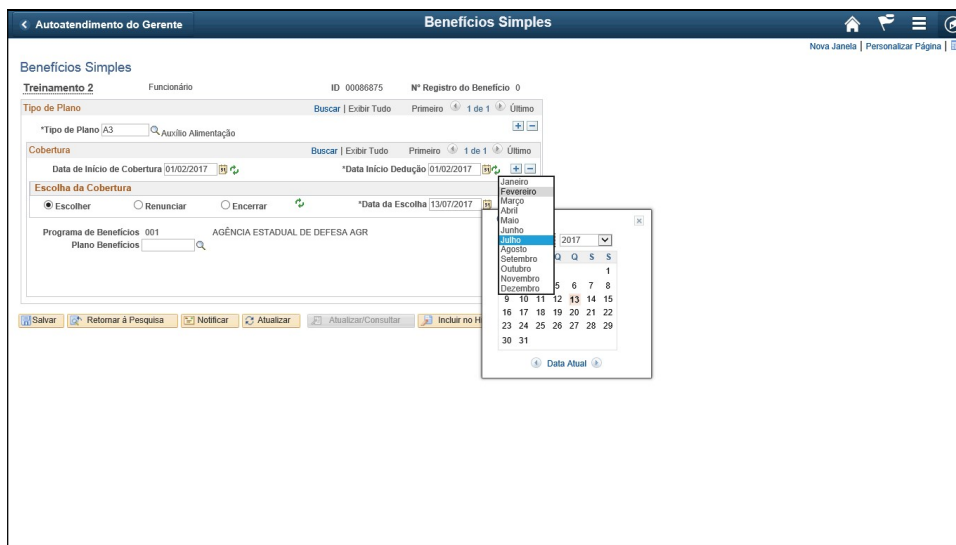 Autoatendimento do Gerente Benefícios Simples
Nova Janela | Personalizar Página |
Benefícios Simples
Treinamento 2 Funcionário ID 00086875 Nº Registro do Benefício 0
Tipo de Plano Buscar | Exibir Tudo Primeiro 1 de 1 Último
*Tipo de Plano A3 Auxílio Alimentação
Cobertura Buscar | Exibir Tudo Primeiro 1 de 1 Último
Data de Início de Cobertura 01/02/2017 *Data Início Dedução 01/02/2017
Escolha da Cobertura
Escolher Renunciar Encerrar *Data da Escolha 13/07/2017
Programa de Benefícios 001 AGÊNCIA ESTADUAL DE DEFESA AGR
Plano Benefícios
Janeiro
Fevereiro
Março
Abril
Maio
Junho
Julho
Agosto
Setembro
Outubro
Novembro
Dezembro
2017
Q Q S S
1
5 6 7 8
9 10 11 12 13 14 15
16 17 18 19 20 21 22
23 24 25 26 27 28 29
30 31
Data Atual
Salvar Retornar à Pesquisa Notificar Atualizar Atualizar/Consultar Incluir no H